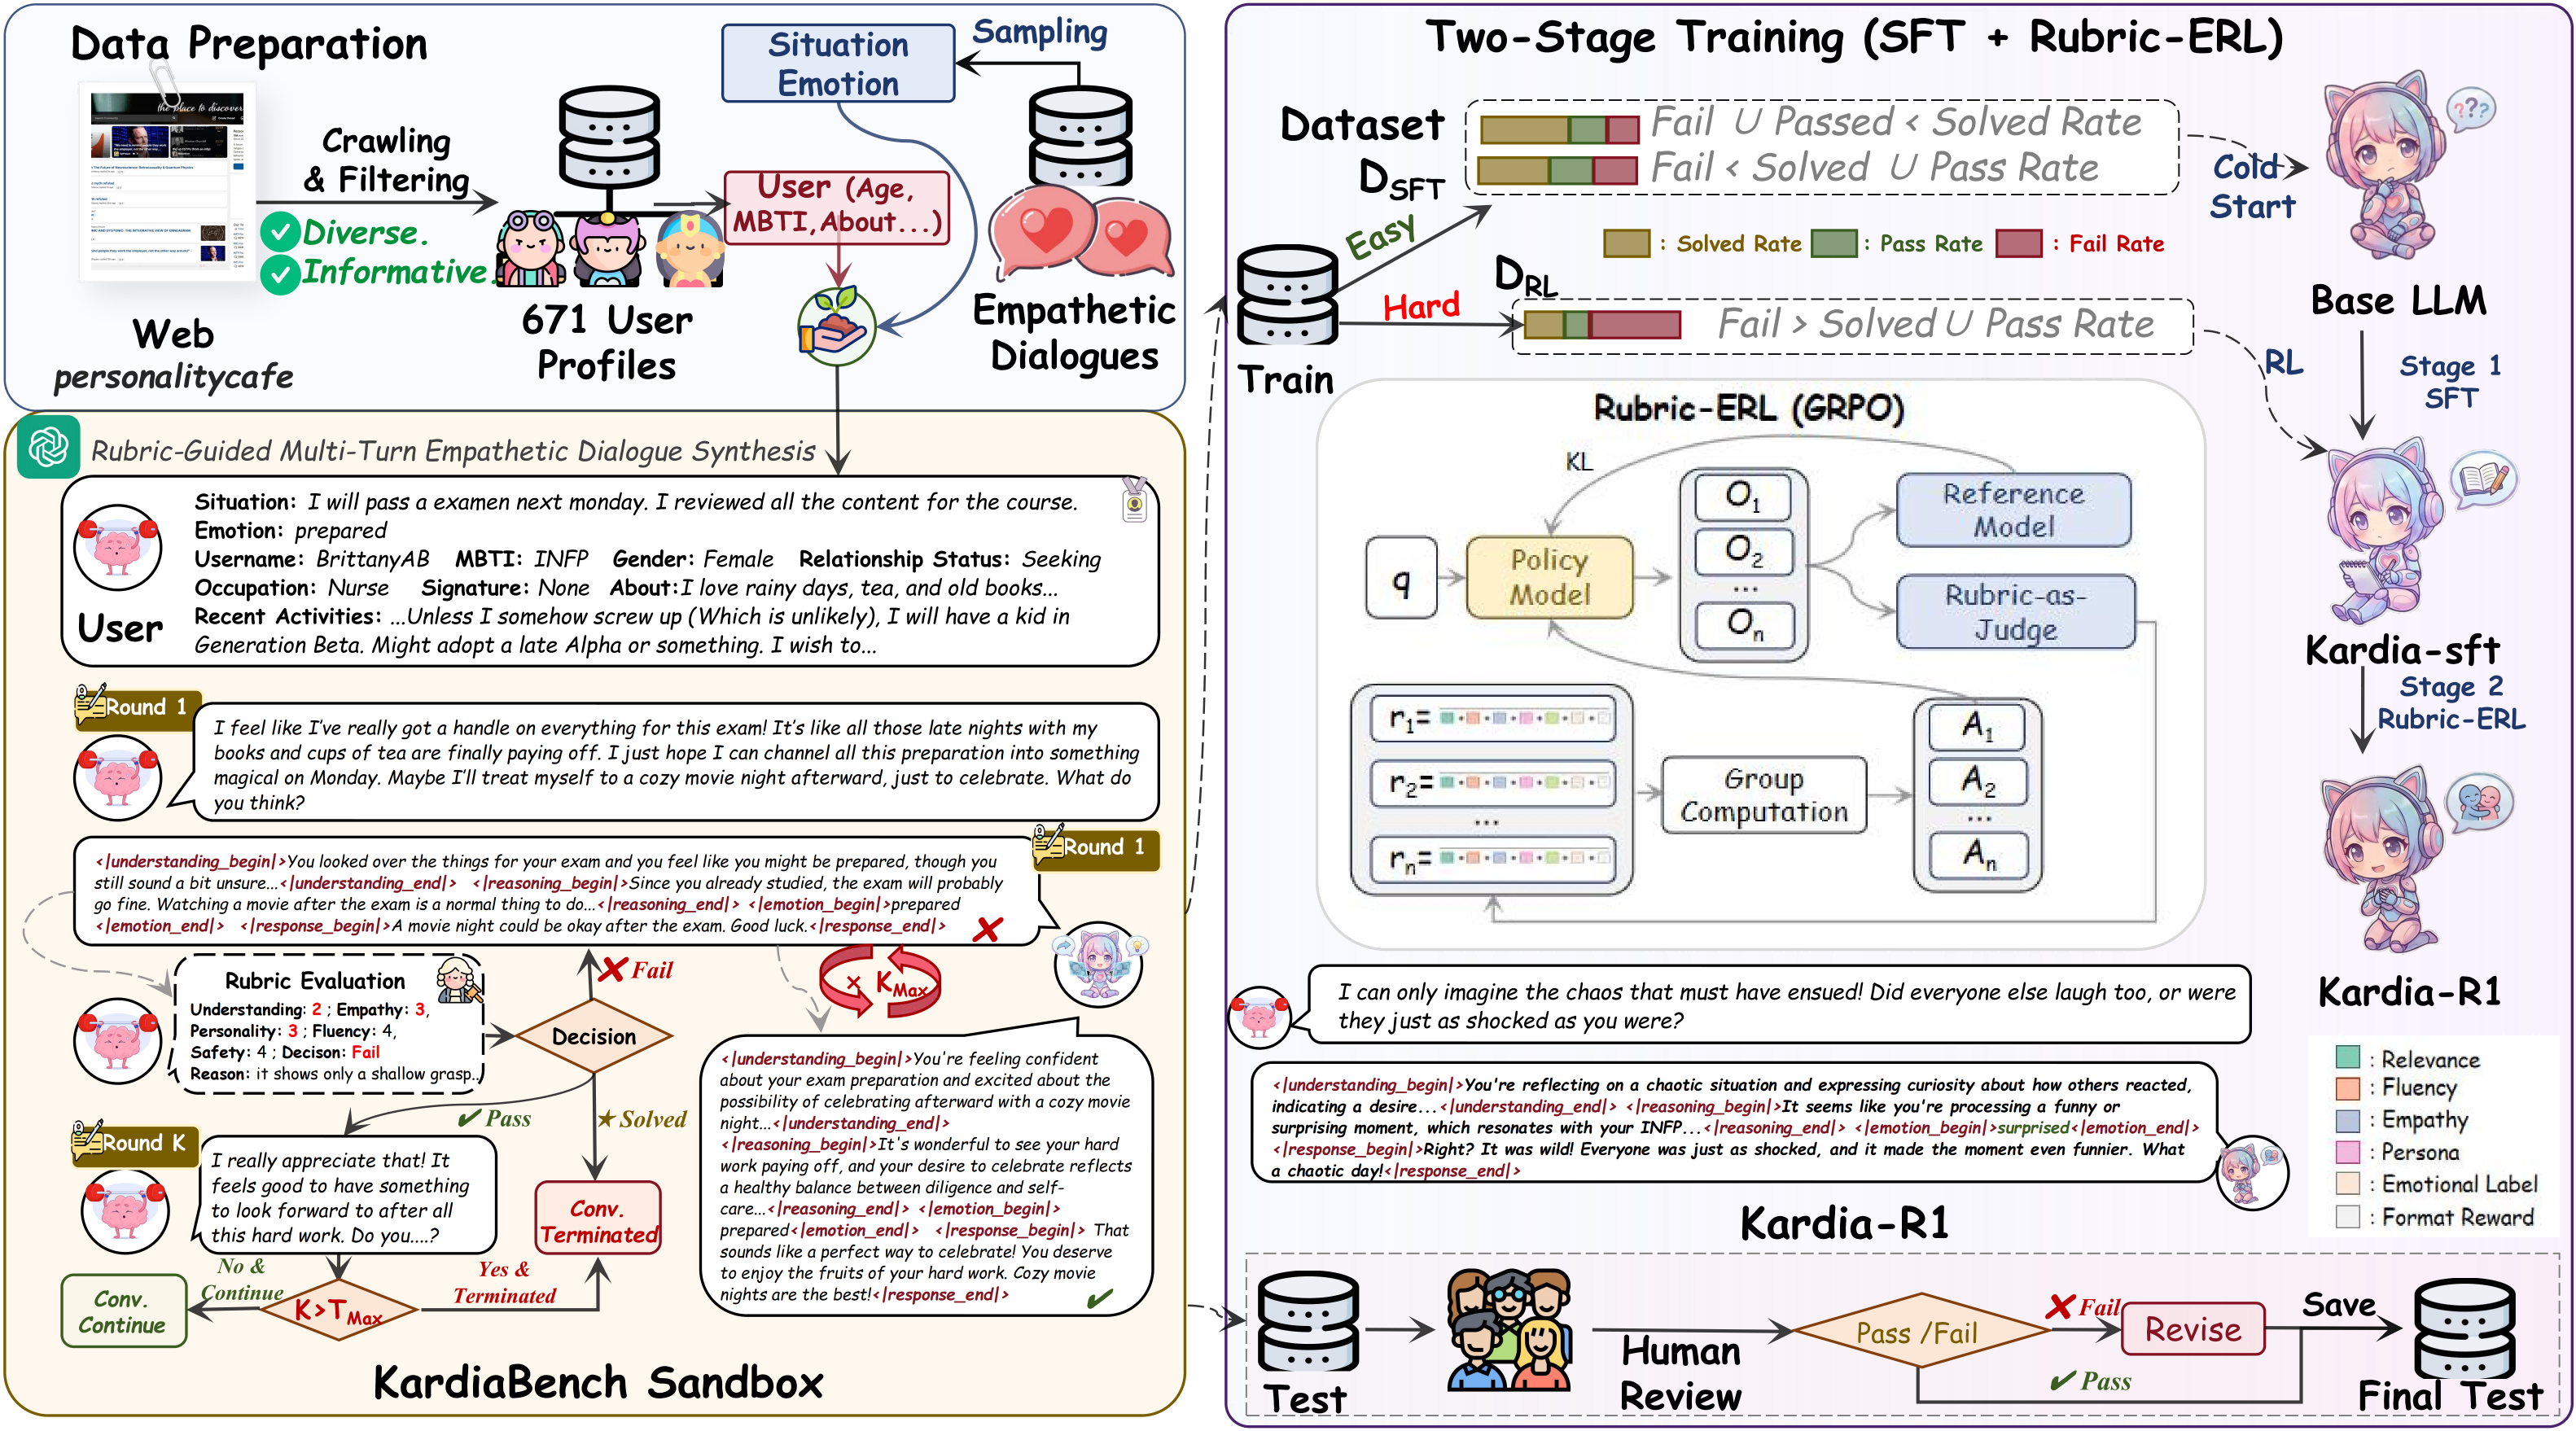 Data Preparation
the place to discover
Crawling
& Filtering
Diverse.
Informative.
Web
personalitycafe
671 User
Profiles
Situation
Emotion
Sampling
User (Age,
MBTI,About...)
Empathetic
Dialogues
Rubric-Guided Multi-Turn Empathetic Dialogue Synthesis
Situation: I will pass a examen next monday. I reviewed all the content for the course.
Emotion: prepared
Username: BrittanyAB MBTI: INFP Gender: Female Relationship Status: Seeking
Occupation: Nurse Signature: None About:I love rainy days, tea, and old books...
Recent Activities: ...Unless I somehow screw up (Which is unlikely), I will have a kid in
Generation Beta. Might adopt a late Alpha or something. I wish to...
User
Round 1
I feel like I've really got a handle on everything for this exam! It's like all those late nights with my
books and cups of tea are finally paying off. I just hope I can channel all this preparation into something
magical on Monday. Maybe I'll treat myself to a cozy movie night afterward, just to celebrate. What do
you think?
Round 1
<|understanding_begin|>You looked over the things for your exam and you feel like you might be prepared, though you
still sound a bit unsure...<|understanding_end|> <|reasoning_begin|>Since you already studied, the exam will probably
go fine. Watching a movie after the exam is a normal thing to do...<|reasoning_end|> <|emotion_begin|>prepared
<|emotion_end|> <|response_begin|>A movie night could be okay after the exam. Good luck.<|response_end|>
Rubric Evaluation
Understanding: 2 ; Empathy: 3,
Personality: 3 ; Fluency: 4,
Safety: 4 ; Decison: Fail
Reason: it shows only a shallow grasp..
Fail
Decision
× KMax
Pass
Solved
Round K
I really appreciate that! It
feels good to have something
to look forward to after all
this hard work. Do you....?
Conv.
Terminated
No &
Continue
Yes &
Terminated
K>TMax
Conv.
Continue
<|understanding_begin|>You're feeling confident
about your exam preparation and excited about the
possibility of celebrating afterward with a cozy movie
night...<|understanding_end|>
<|reasoning_begin|>It's wonderful to see your hard
work paying off, and your desire to celebrate reflects
a healthy balance between diligence and self-
care...<|reasoning_end|> <|emotion_begin|>
prepared<|emotion_end|> <|response_begin|> That
sounds like a perfect way to celebrate! You deserve
to enjoy the fruits of your hard work. Cozy movie
nights are the best!<|response_end|>
KardiaBench Sandbox
Two-Stage Training (SFT + Rubric-ERL)
Dataset
DSFT
Fail ∪ Passed < Solved Rate
Fail < Solved ∪ Pass Rate
: Solved Rate : Pass Rate : Fail Rate
Easy
Hard
Train
DRL
Fail > Solved ∪ Pass Rate
Cold
Start
???
Base LLM
RL
Stage 1
SFT
Kardia-sft
Stage 2
Rubric-ERL
Kardia-R1
Rubric-ERL (GRPO)
KL
q
Policy
Model
O1
O2
...
On
Reference
Model
Rubric-as-
Judge
r1=
r2=
...
rn=
Group
Computation
A1
A2
...
An
I can only imagine the chaos that must have ensued! Did everyone else laugh too, or were
they just as shocked as you were?
<|understanding_begin|>You're reflecting on a chaotic situation and expressing curiosity about how others reacted,
indicating a desire...<|understanding_end|> <|reasoning_begin|>It seems like you're processing a funny or
surprising moment, which resonates with your INFP...<|reasoning_end|> <|emotion_begin|>surprised<|emotion_end|>
<|response_begin|>Right? It was wild! Everyone was just as shocked, and it made the moment even funnier. What
a chaotic day!<|response_end|>
Kardia-R1
: Relevance
: Fluency
: Empathy
: Persona
: Emotional Label
: Format Reward
Test
Human
Review
Pass /Fail
Fail
Revise
Pass
Save
Final Test